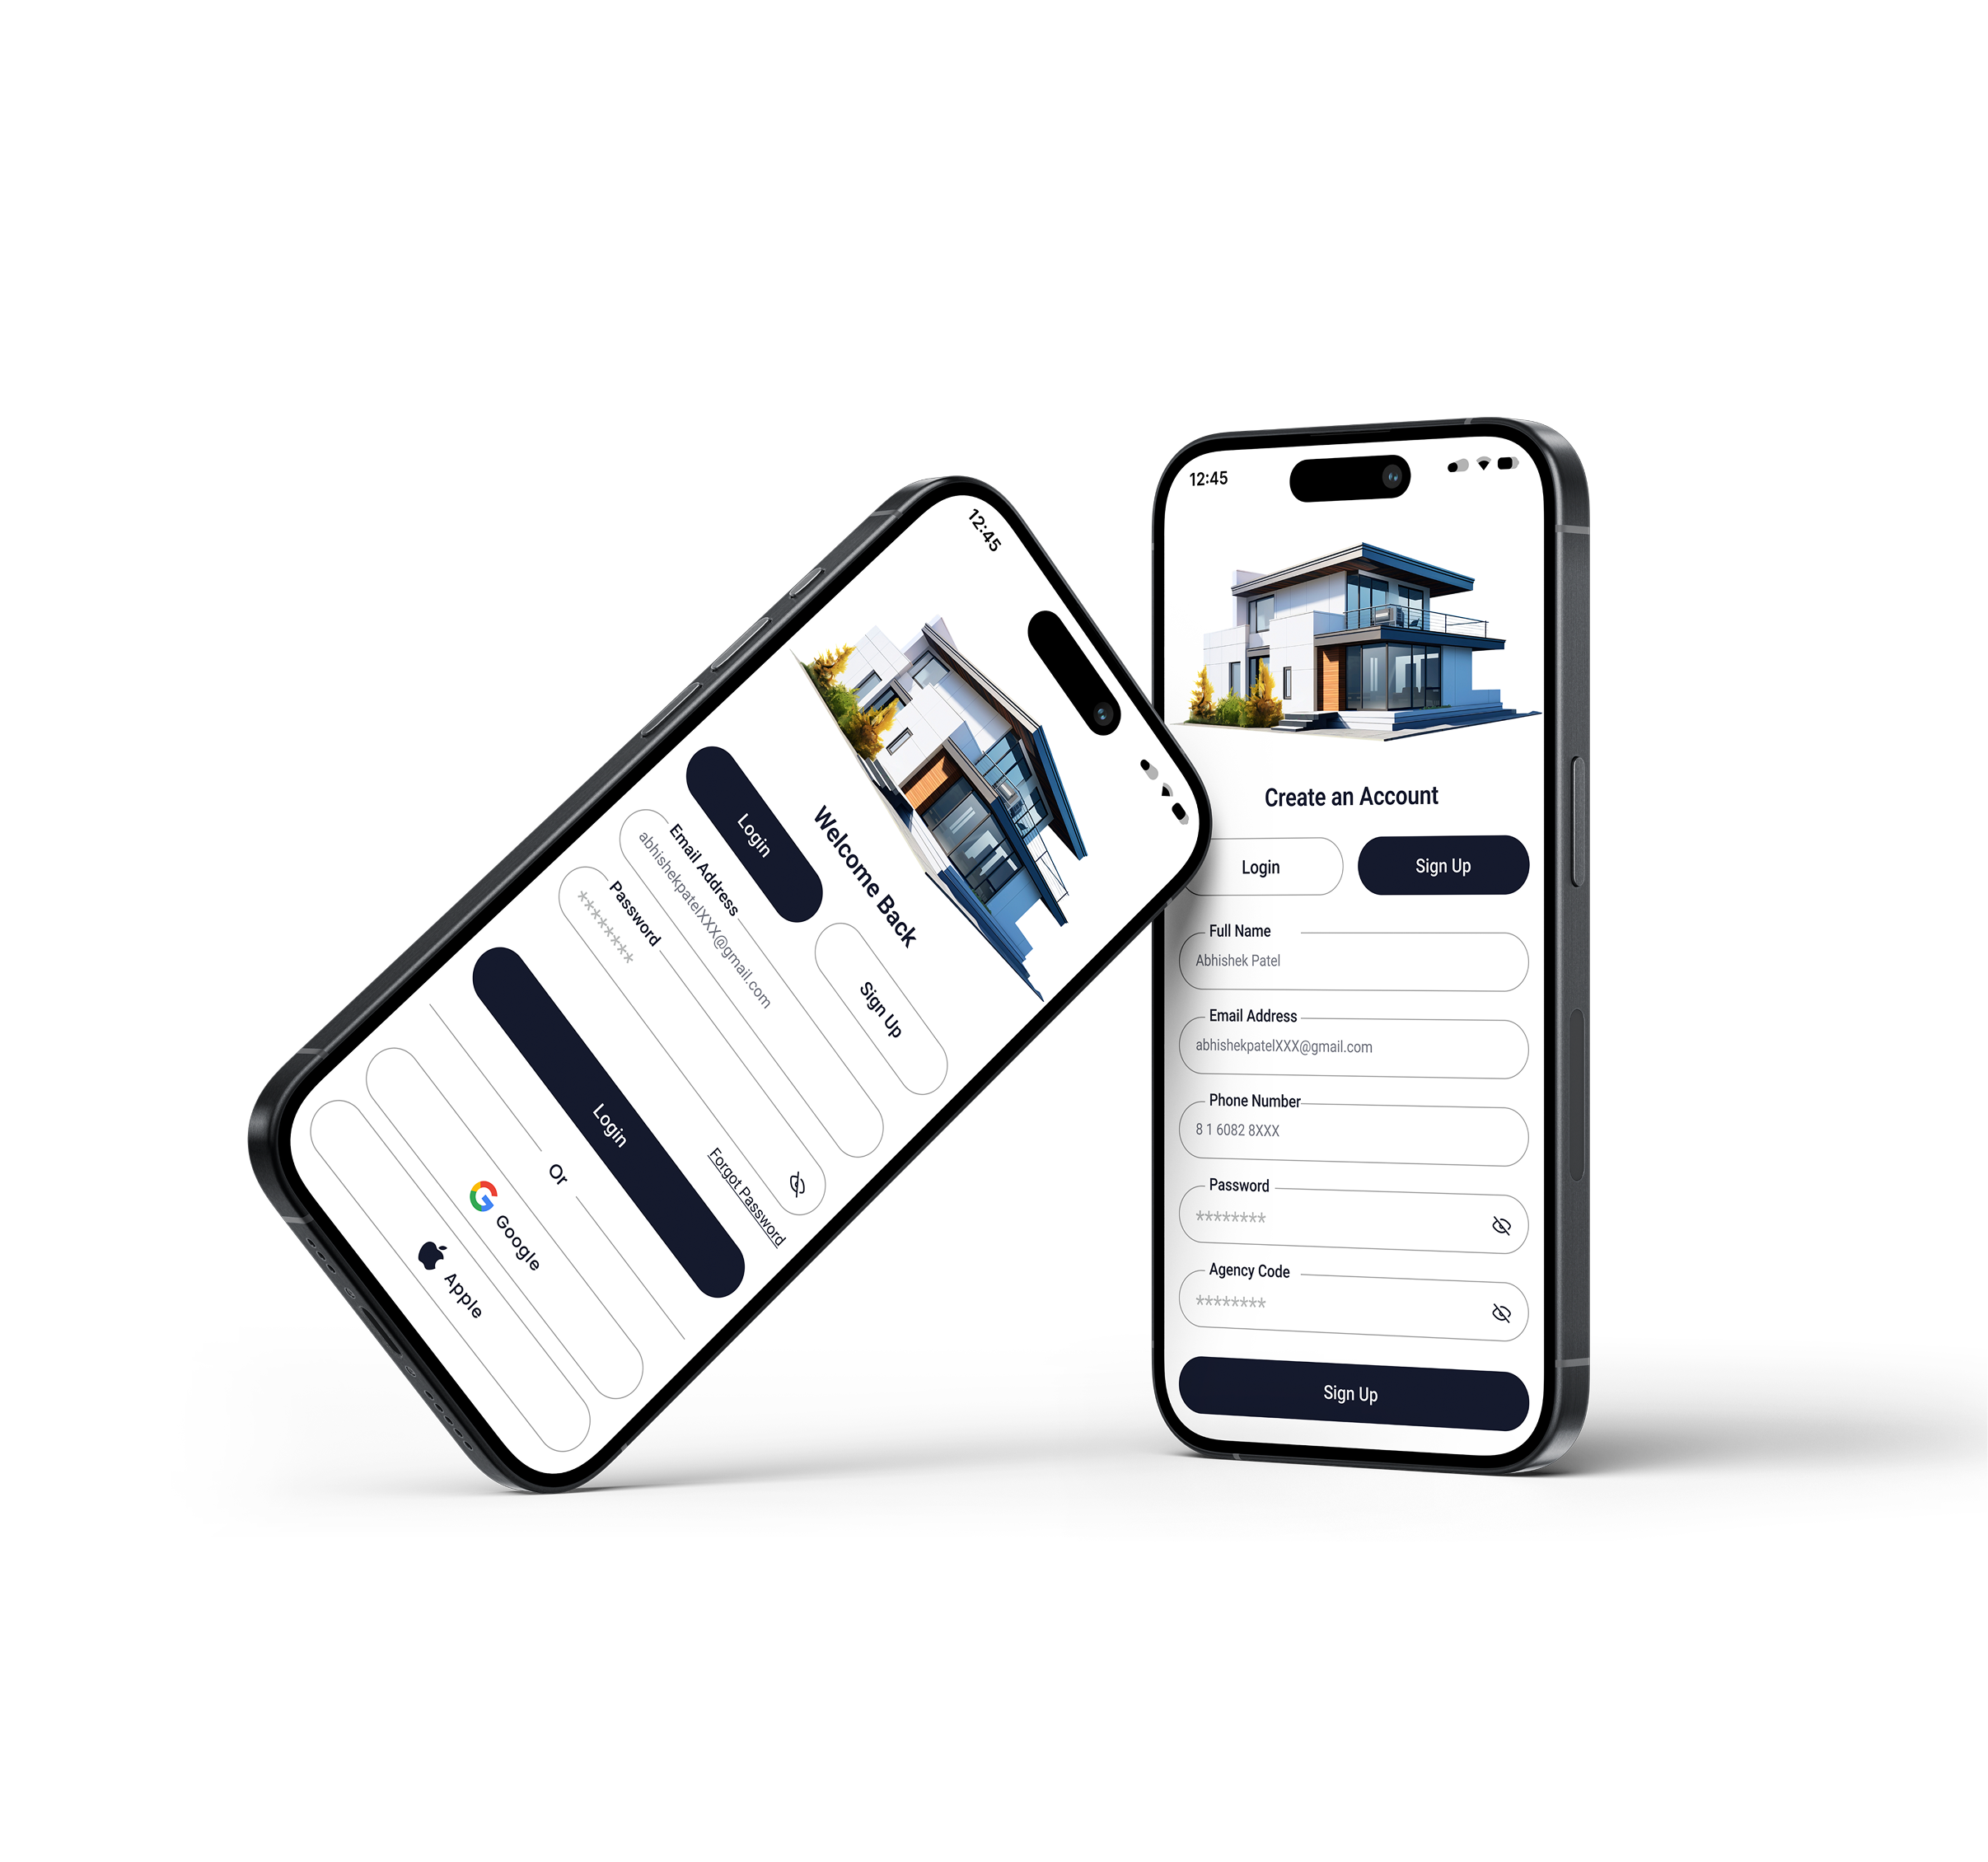 12:45
Welcome Back
Login
Sign Up
Email Address
abhishekpatelXXX@gmail.com
Password
********
Forgot Password
Login
Or
Google
Apple
12:45
Create an Account
Login
Sign Up
Full Name
Abhishek Patel
Email Address
abhishekpatelXXX@gmail.com
Phone Number
8 1 6082 8XXX
Password
********
Agency Code
********
Sign Up